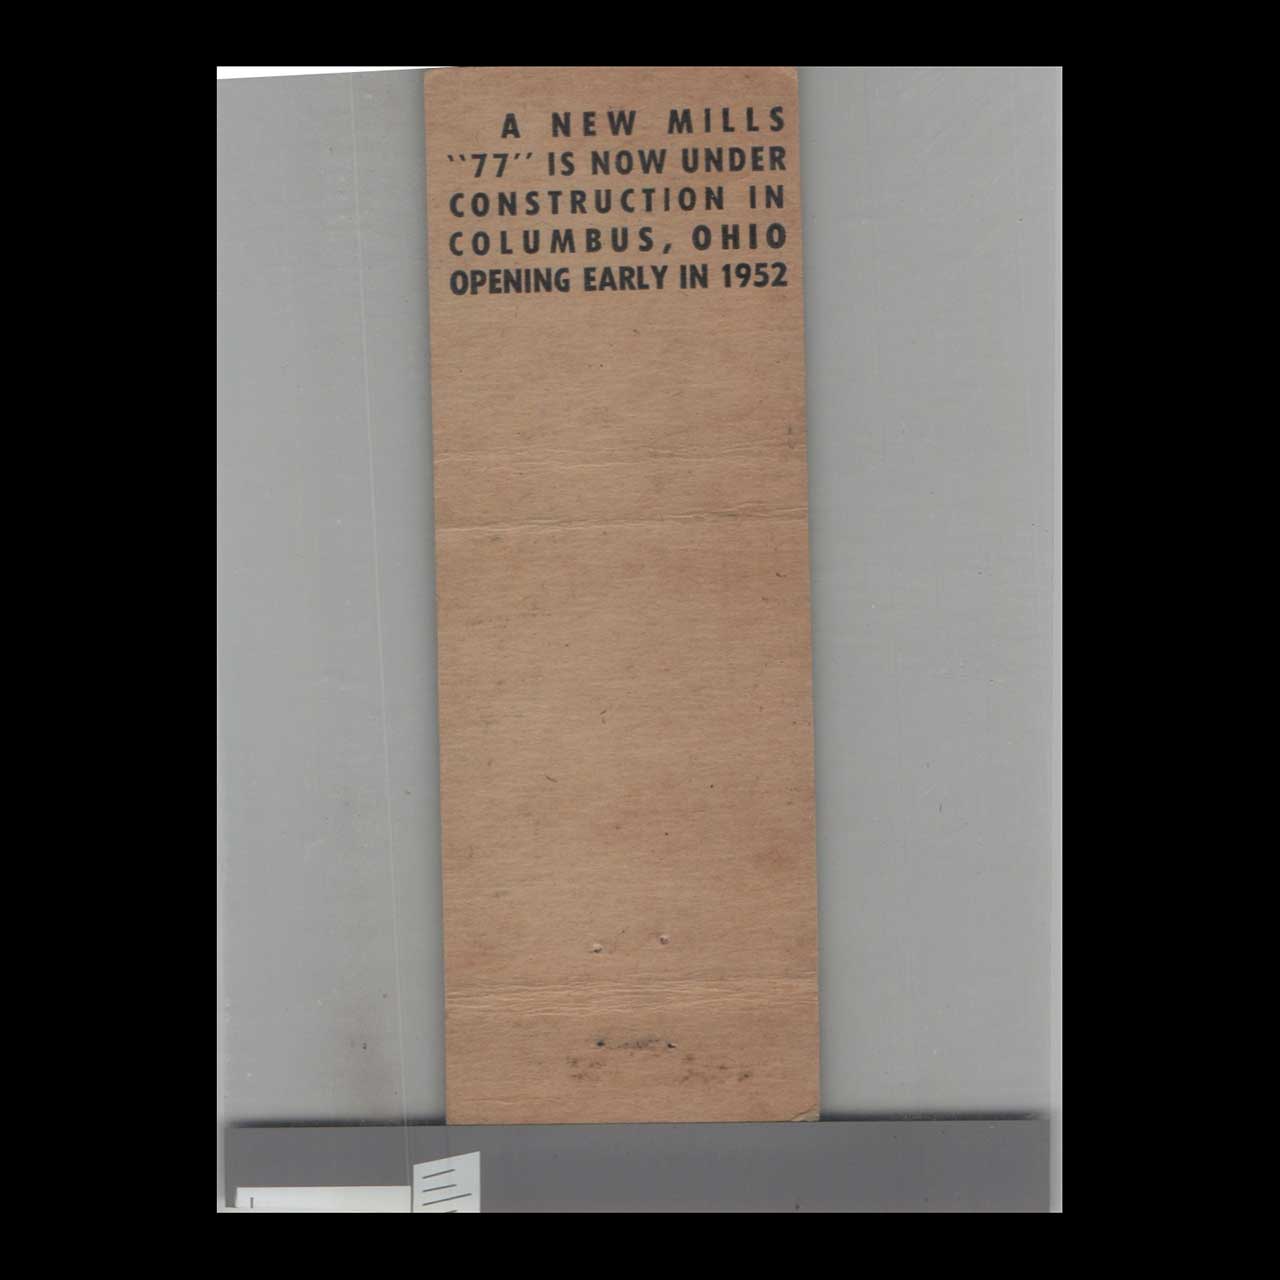 A NEW MILLS
"77" IS NOW UNDER
CONSTRUCTION IN
COLUMBUS, OHIO
OPENING EARLY IN 1952